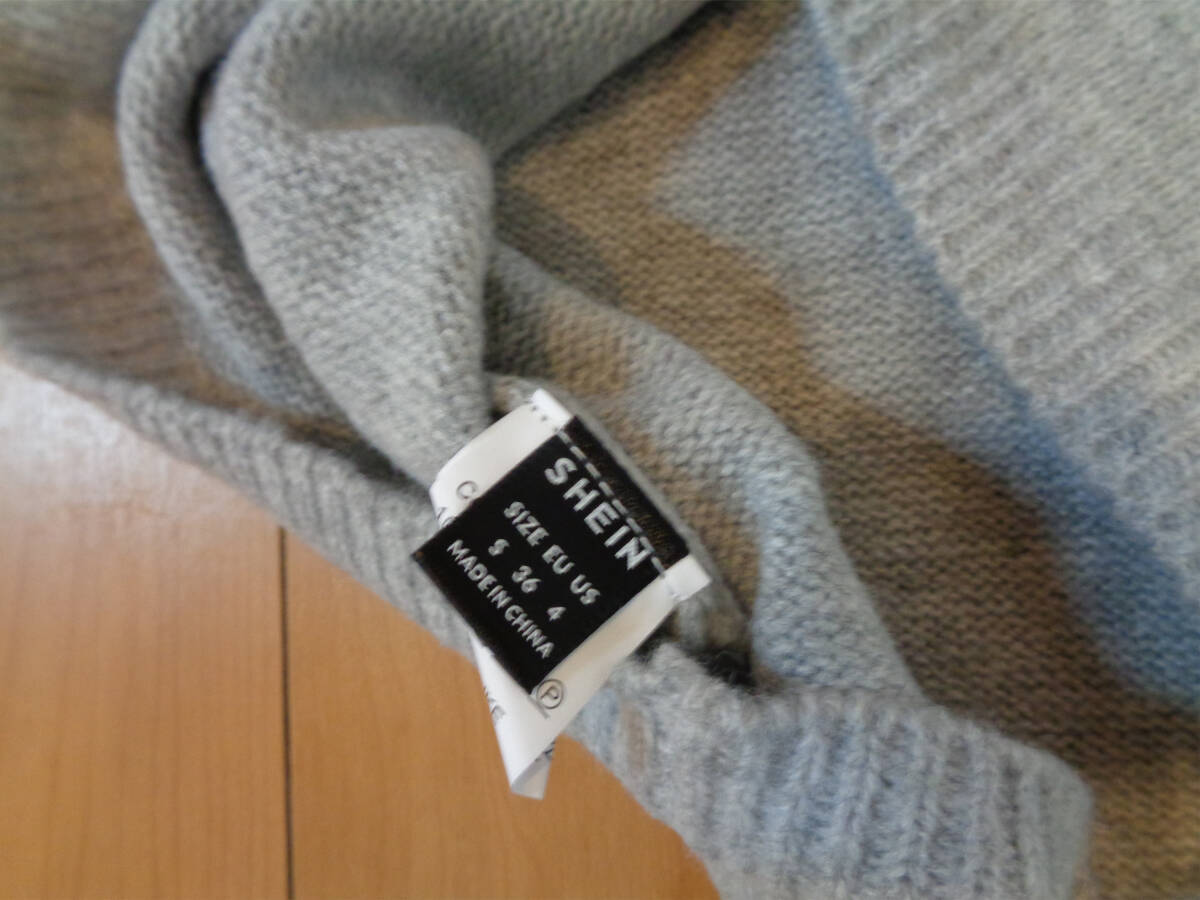 SHEIN
SIZE EU US
S 36 4
MADE IN CHINA
P